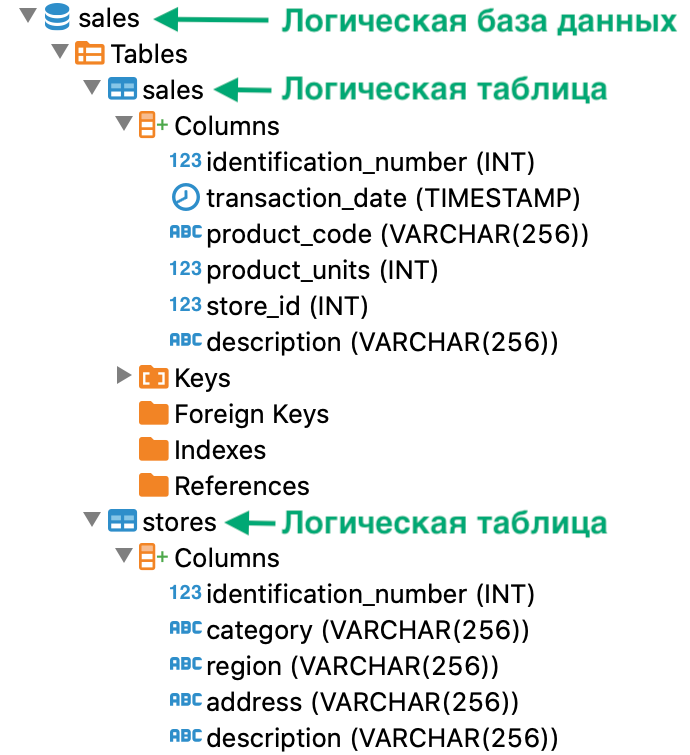 sales Логическая база данных
Tables
sales Логическая таблица
Columns
123 identification_number (INT)
transaction_date (TIMESTAMP)
ABC product_code (VARCHAR(256))
123 product_units (INT)
123 store_id (INT)
ABC description (VARCHAR(256))
Keys
Foreign Keys
Indexes
References
stores Логическая таблица
Columns
123 identification_number (INT)
ABC category (VARCHAR(256))
ABC region (VARCHAR(256))
ABC address (VARCHAR(256))
ABC description (VARCHAR(256))